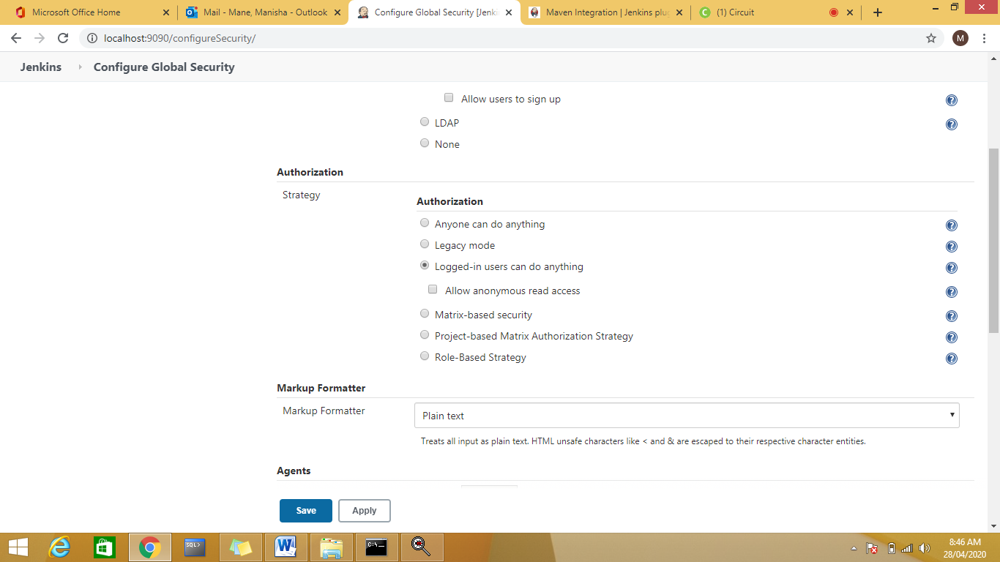 Microsoft Office Home
Mail - Mane, Manisha - Outlook
Configure Global Security [Jenki
Maven Integration | Jenkins plug
C
(1) Circuit
localhost:9090/configureSecurity/
M
Jenkins
Configure Global Security
Allow users to sign up
?
LDAP
?
None
Authorization
Strategy
Authorization
Anyone can do anything
?
Legacy mode
?
Logged-in users can do anything
?
Allow anonymous read access
?
Matrix-based security
?
Project-based Matrix Authorization Strategy
?
Role-Based Strategy
?
Markup Formatter
Markup Formatter
Plain text
Treats all input as plain text. HTML unsafe characters like < and & are escaped to their respective character entities.
Agents
Save
Apply
SQL>
C:\_
8:46 AM
28/04/2020